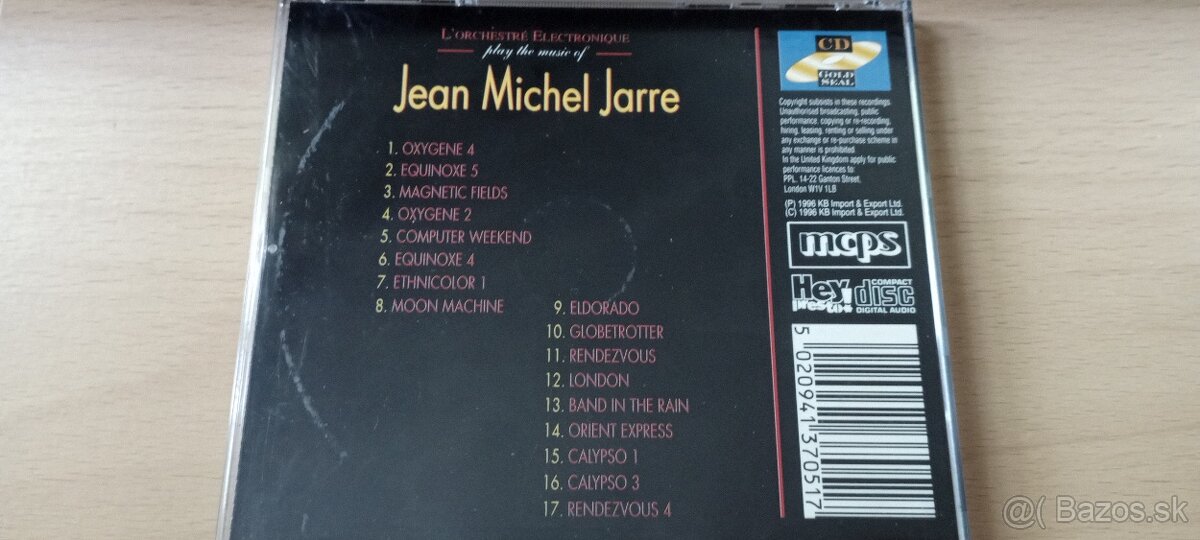 L'ORCHESTRÉ ELECTRONIQUE
play the music of
Jean Michel Jarre
1. OXYGENE 4
2. EQUINOXE 5
3. MAGNETIC FIELDS
4. OXYGENE 2
5. COMPUTER WEEKEND
6. EQUINOXE 4
7. ETHNICOLOR 1
8. MOON MACHINE
9. ELDORADO
10. GLOBETROTTER
11. RENDEZVOUS
12. LONDON
13. BAND IN THE RAIN
14. ORIENT EXPRESS
15. CALYPSO 1
16. CALYPSO 3
17. RENDEZVOUS 4
CD
GOLD
SEAL
Copyright subsists in these recordings.
Unauthorised broadcasting, public
performance, copying or re-recording,
hiring, leasing, renting or selling under
any exchange or re-purchase scheme in
any manner is prohibited.
In the United Kingdom apply for public
performance licences to:
PPL. 14-22 Ganton Street.
London W1V 1LB
(P) 1996 KB Import & Export Ltd.
(C) 1996 KB Import & Export Ltd.
mcps
Hey
presto!
COMPACT
disc
DIGITAL AUDIO
5 020941 370517
Bazos.sk